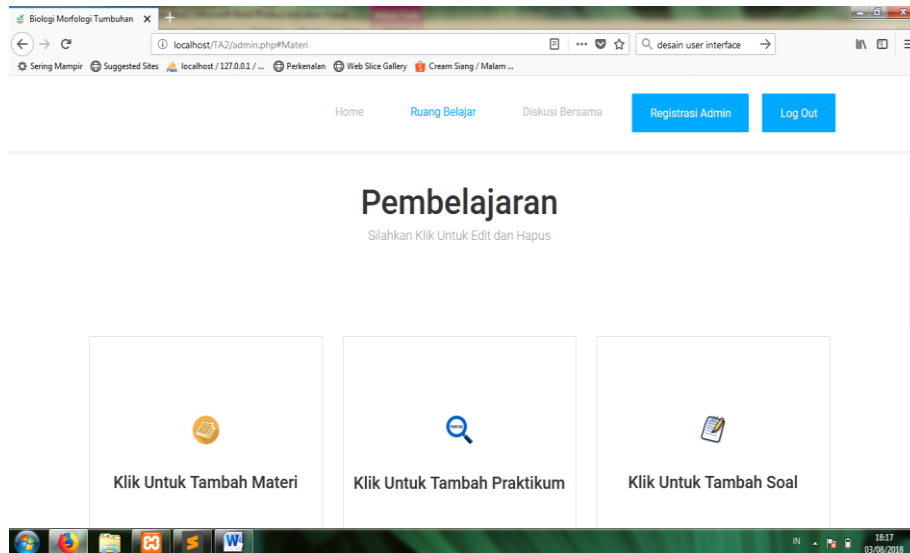 Biologi Morfologi Tumbuhan
localhost/TA2/admin.php#Materi
desain user interface
Sering Mampir Suggested Sites localhost / 127.0.0.1 / ... Perkenalan Web Slice Gallery Cream Siang / Malam ...
Home Ruang Belajar Diskusi Bersama Registrasi Admin Log Out
Pembelajaran
Silahkan Klik Untuk Edit dan Hapus
Klik Untuk Tambah Materi
Klik Untuk Tambah Praktikum
Klik Untuk Tambah Soal
IN
18:17
03/08/2018